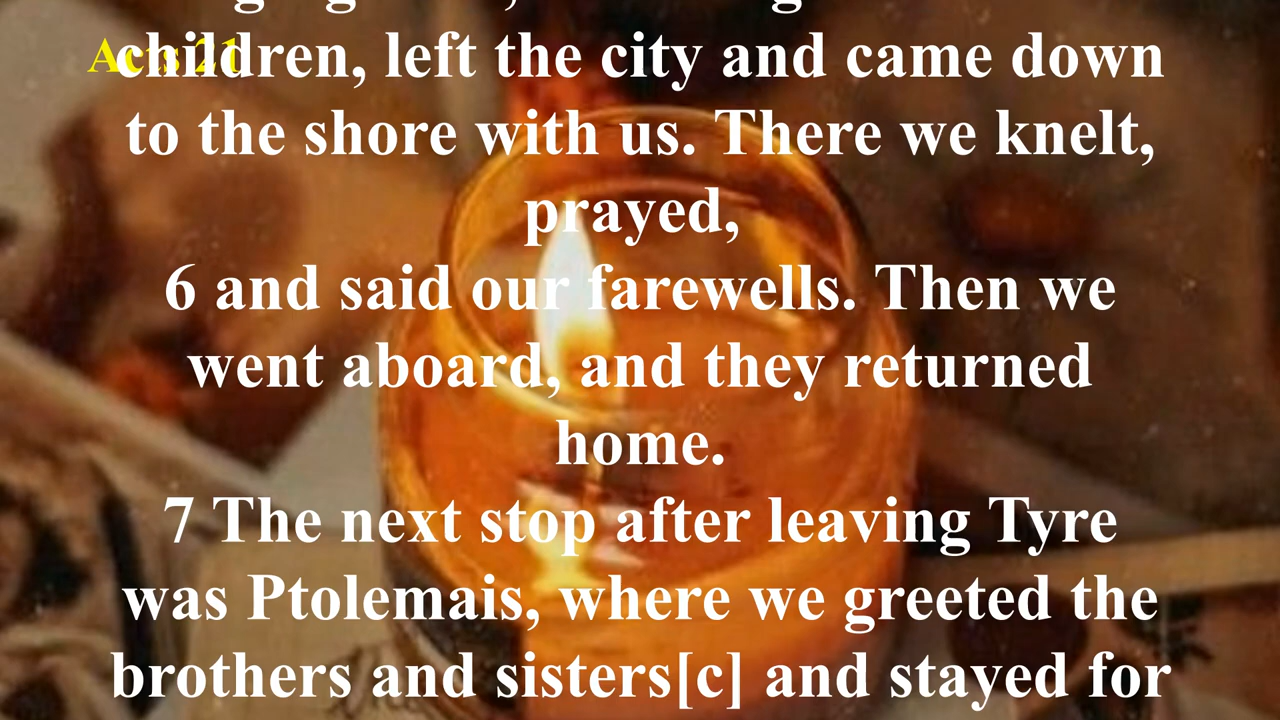 Acts 21
children, left the city and came down
to the shore with us. There we knelt,
prayed,
6 and said our farewells. Then we
went aboard, and they returned
home.
7 The next stop after leaving Tyre
was Ptolemais, where we greeted the
brothers and sisters[c] and stayed for